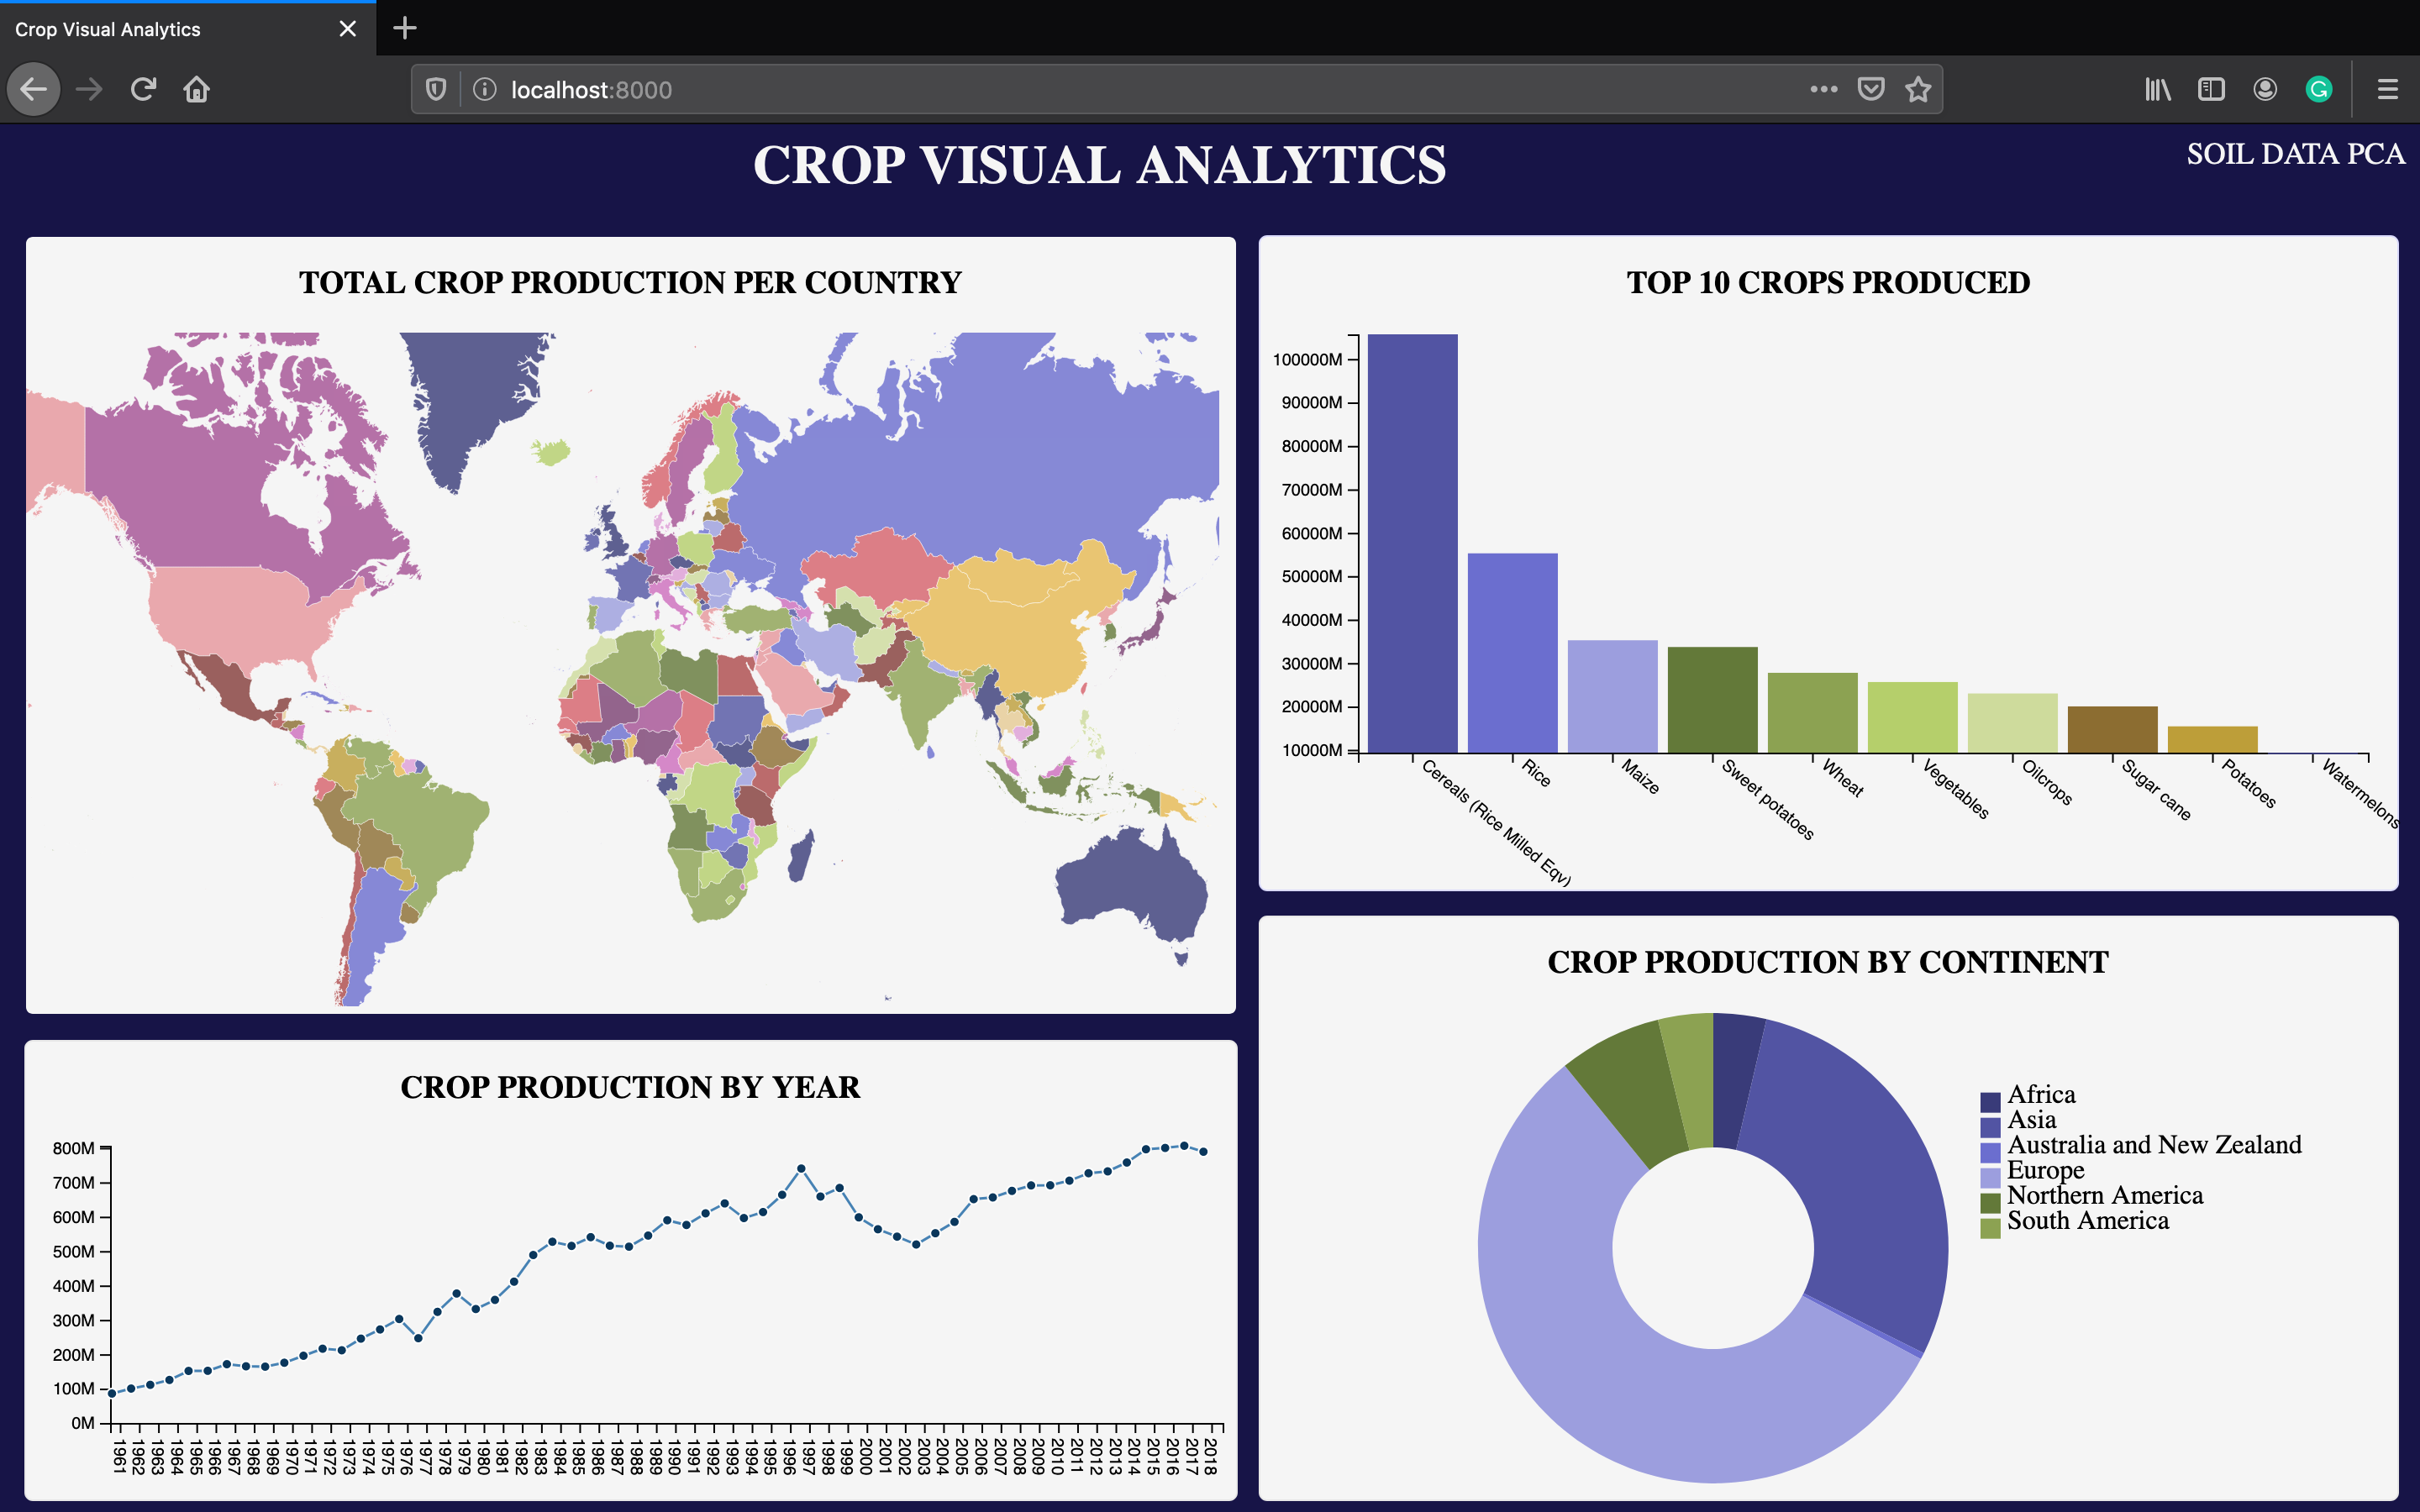 Crop Visual Analytics
localhost:8000
CROP VISUAL ANALYTICS
SOIL DATA PCA
TOTAL CROP PRODUCTION PER COUNTRY
TOP 10 CROPS PRODUCED
100000M
90000M
80000M
70000M
60000M
50000M
40000M
30000M
20000M
10000M
Cereals (Rice Milled Eqv)
Rice
Maize
Sweet potatoes
Wheat
Vegetables
Oilcrops
Sugar cane
Potatoes
Watermelons
CROP PRODUCTION BY YEAR
800M
700M
600M
500M
400M
300M
200M
100M
0M
1961
1962
1963
1964
1965
1966
1967
1968
1969
1970
1971
1972
1973
1974
1975
1976
1977
1978
1979
1980
1981
1982
1983
1984
1985
1986
1987
1988
1989
1990
1991
1992
1993
1994
1995
1996
1997
1998
1999
2000
2001
2002
2003
2004
2005
2006
2007
2008
2009
2010
2011
2012
2013
2014
2015
2016
2017
2018
CROP PRODUCTION BY CONTINENT
Africa
Asia
Australia and New Zealand
Europe
Northern America
South America